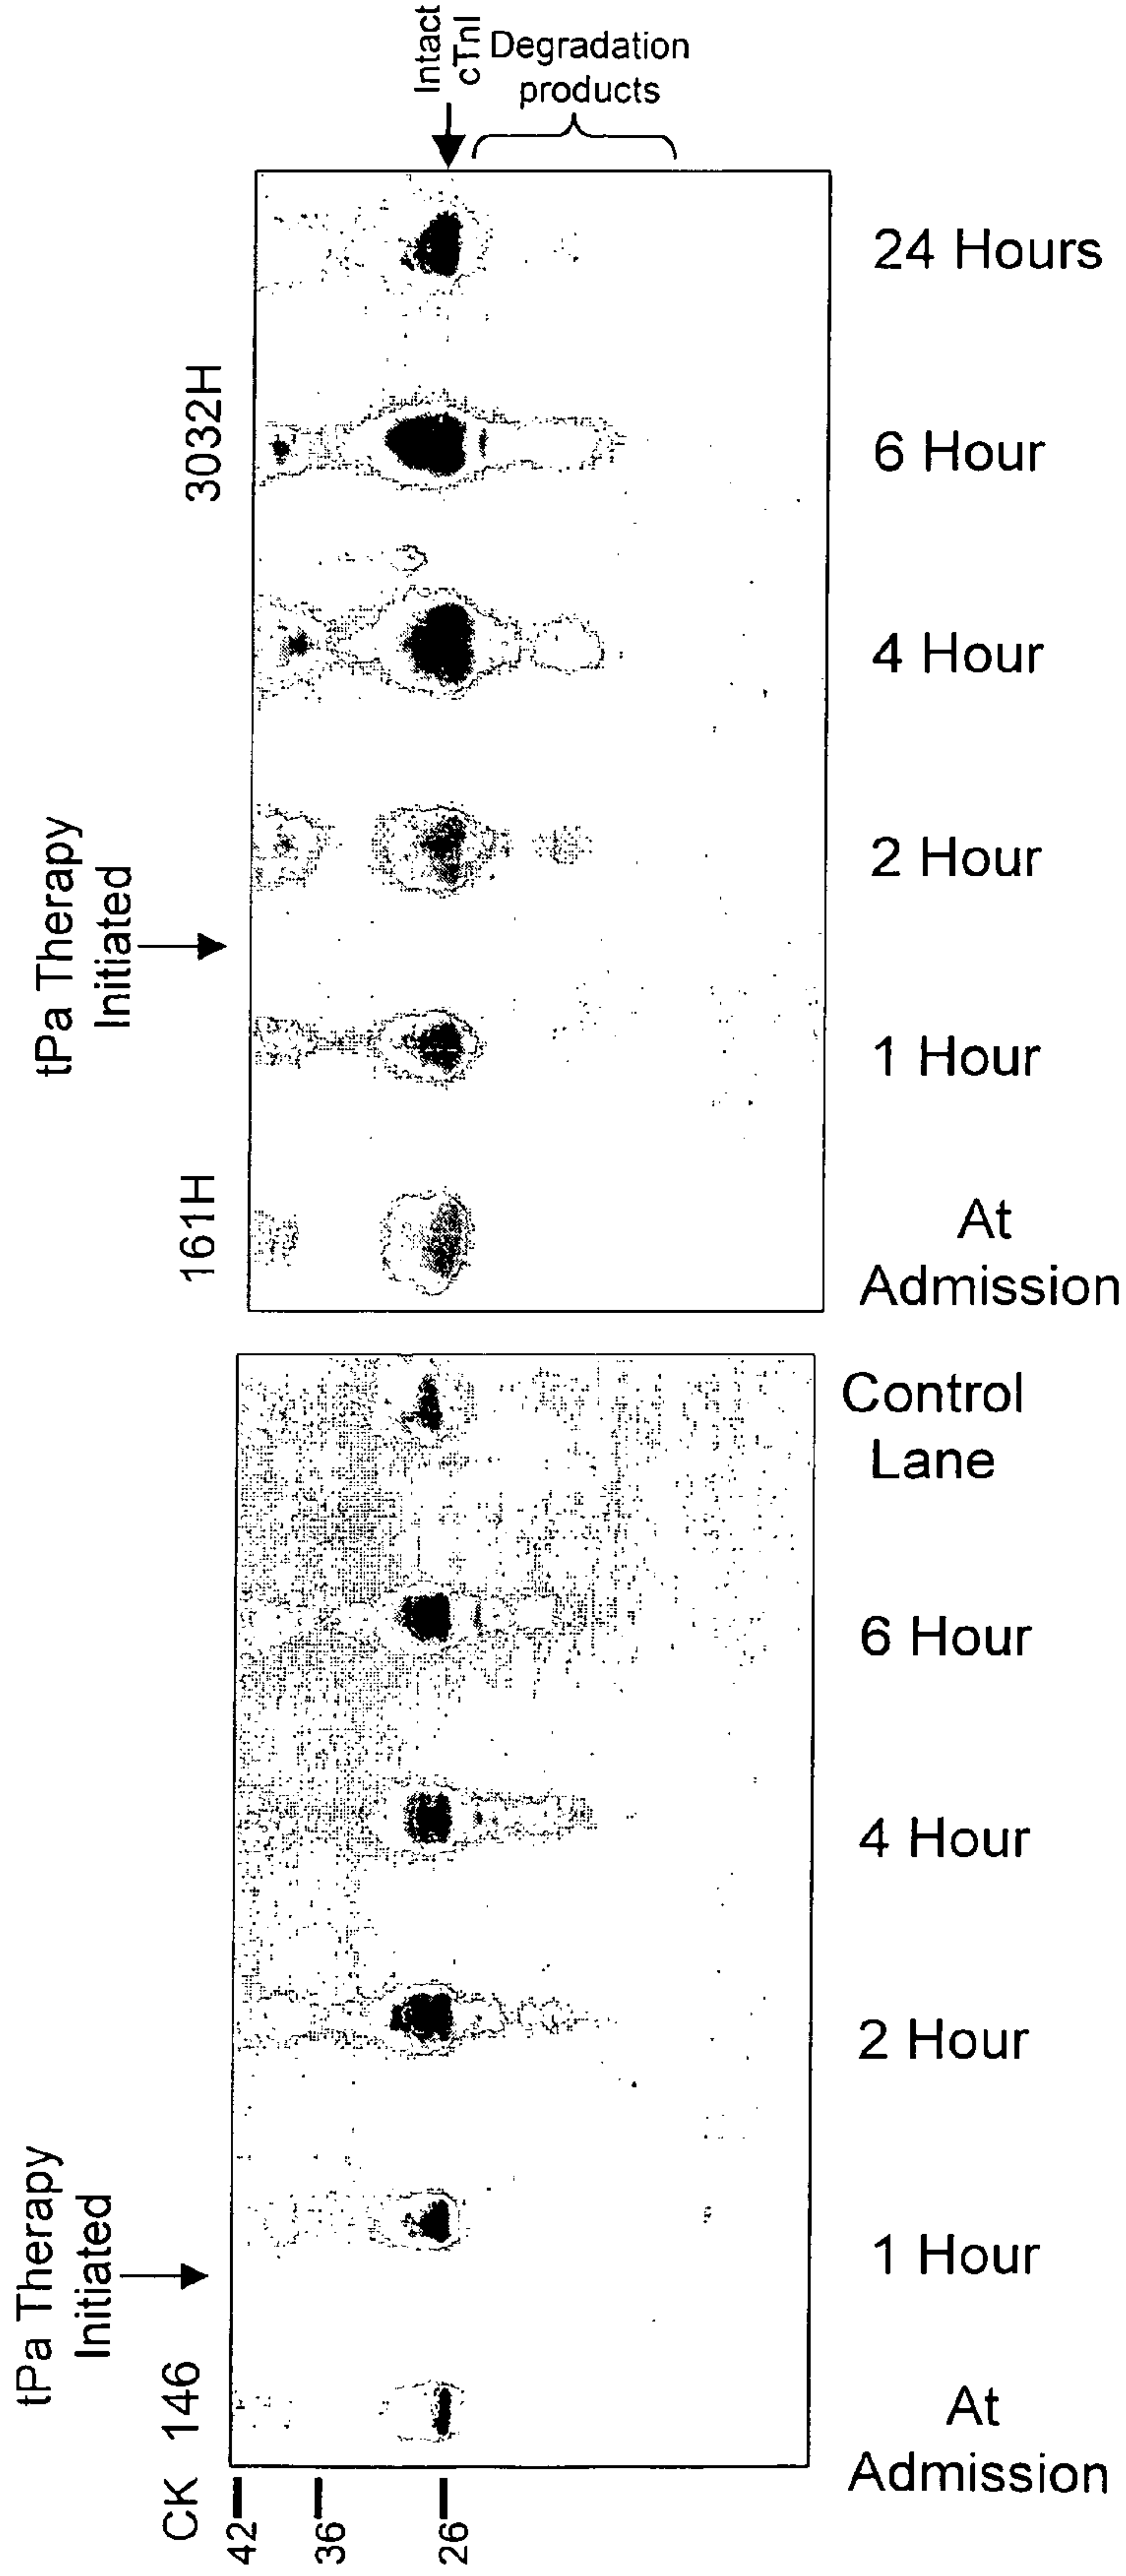 Intact
cTnI
Degradation
products
3032H
24 Hours
6 Hour
4 Hour
tPa Therapy
Initiated
2 Hour
1 Hour
161H
At
Admission
Control
Lane
6 Hour
4 Hour
2 Hour
tPa Therapy
Initiated
1 Hour
CK 146
At
Admission
42
36
26